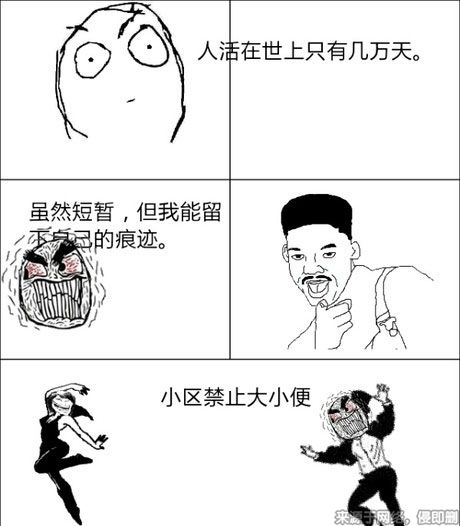 人活在世上只有几万天。
虽然短暂，但我能留
下自己的痕迹。
小区禁止大小便
来源于网络，侵即删